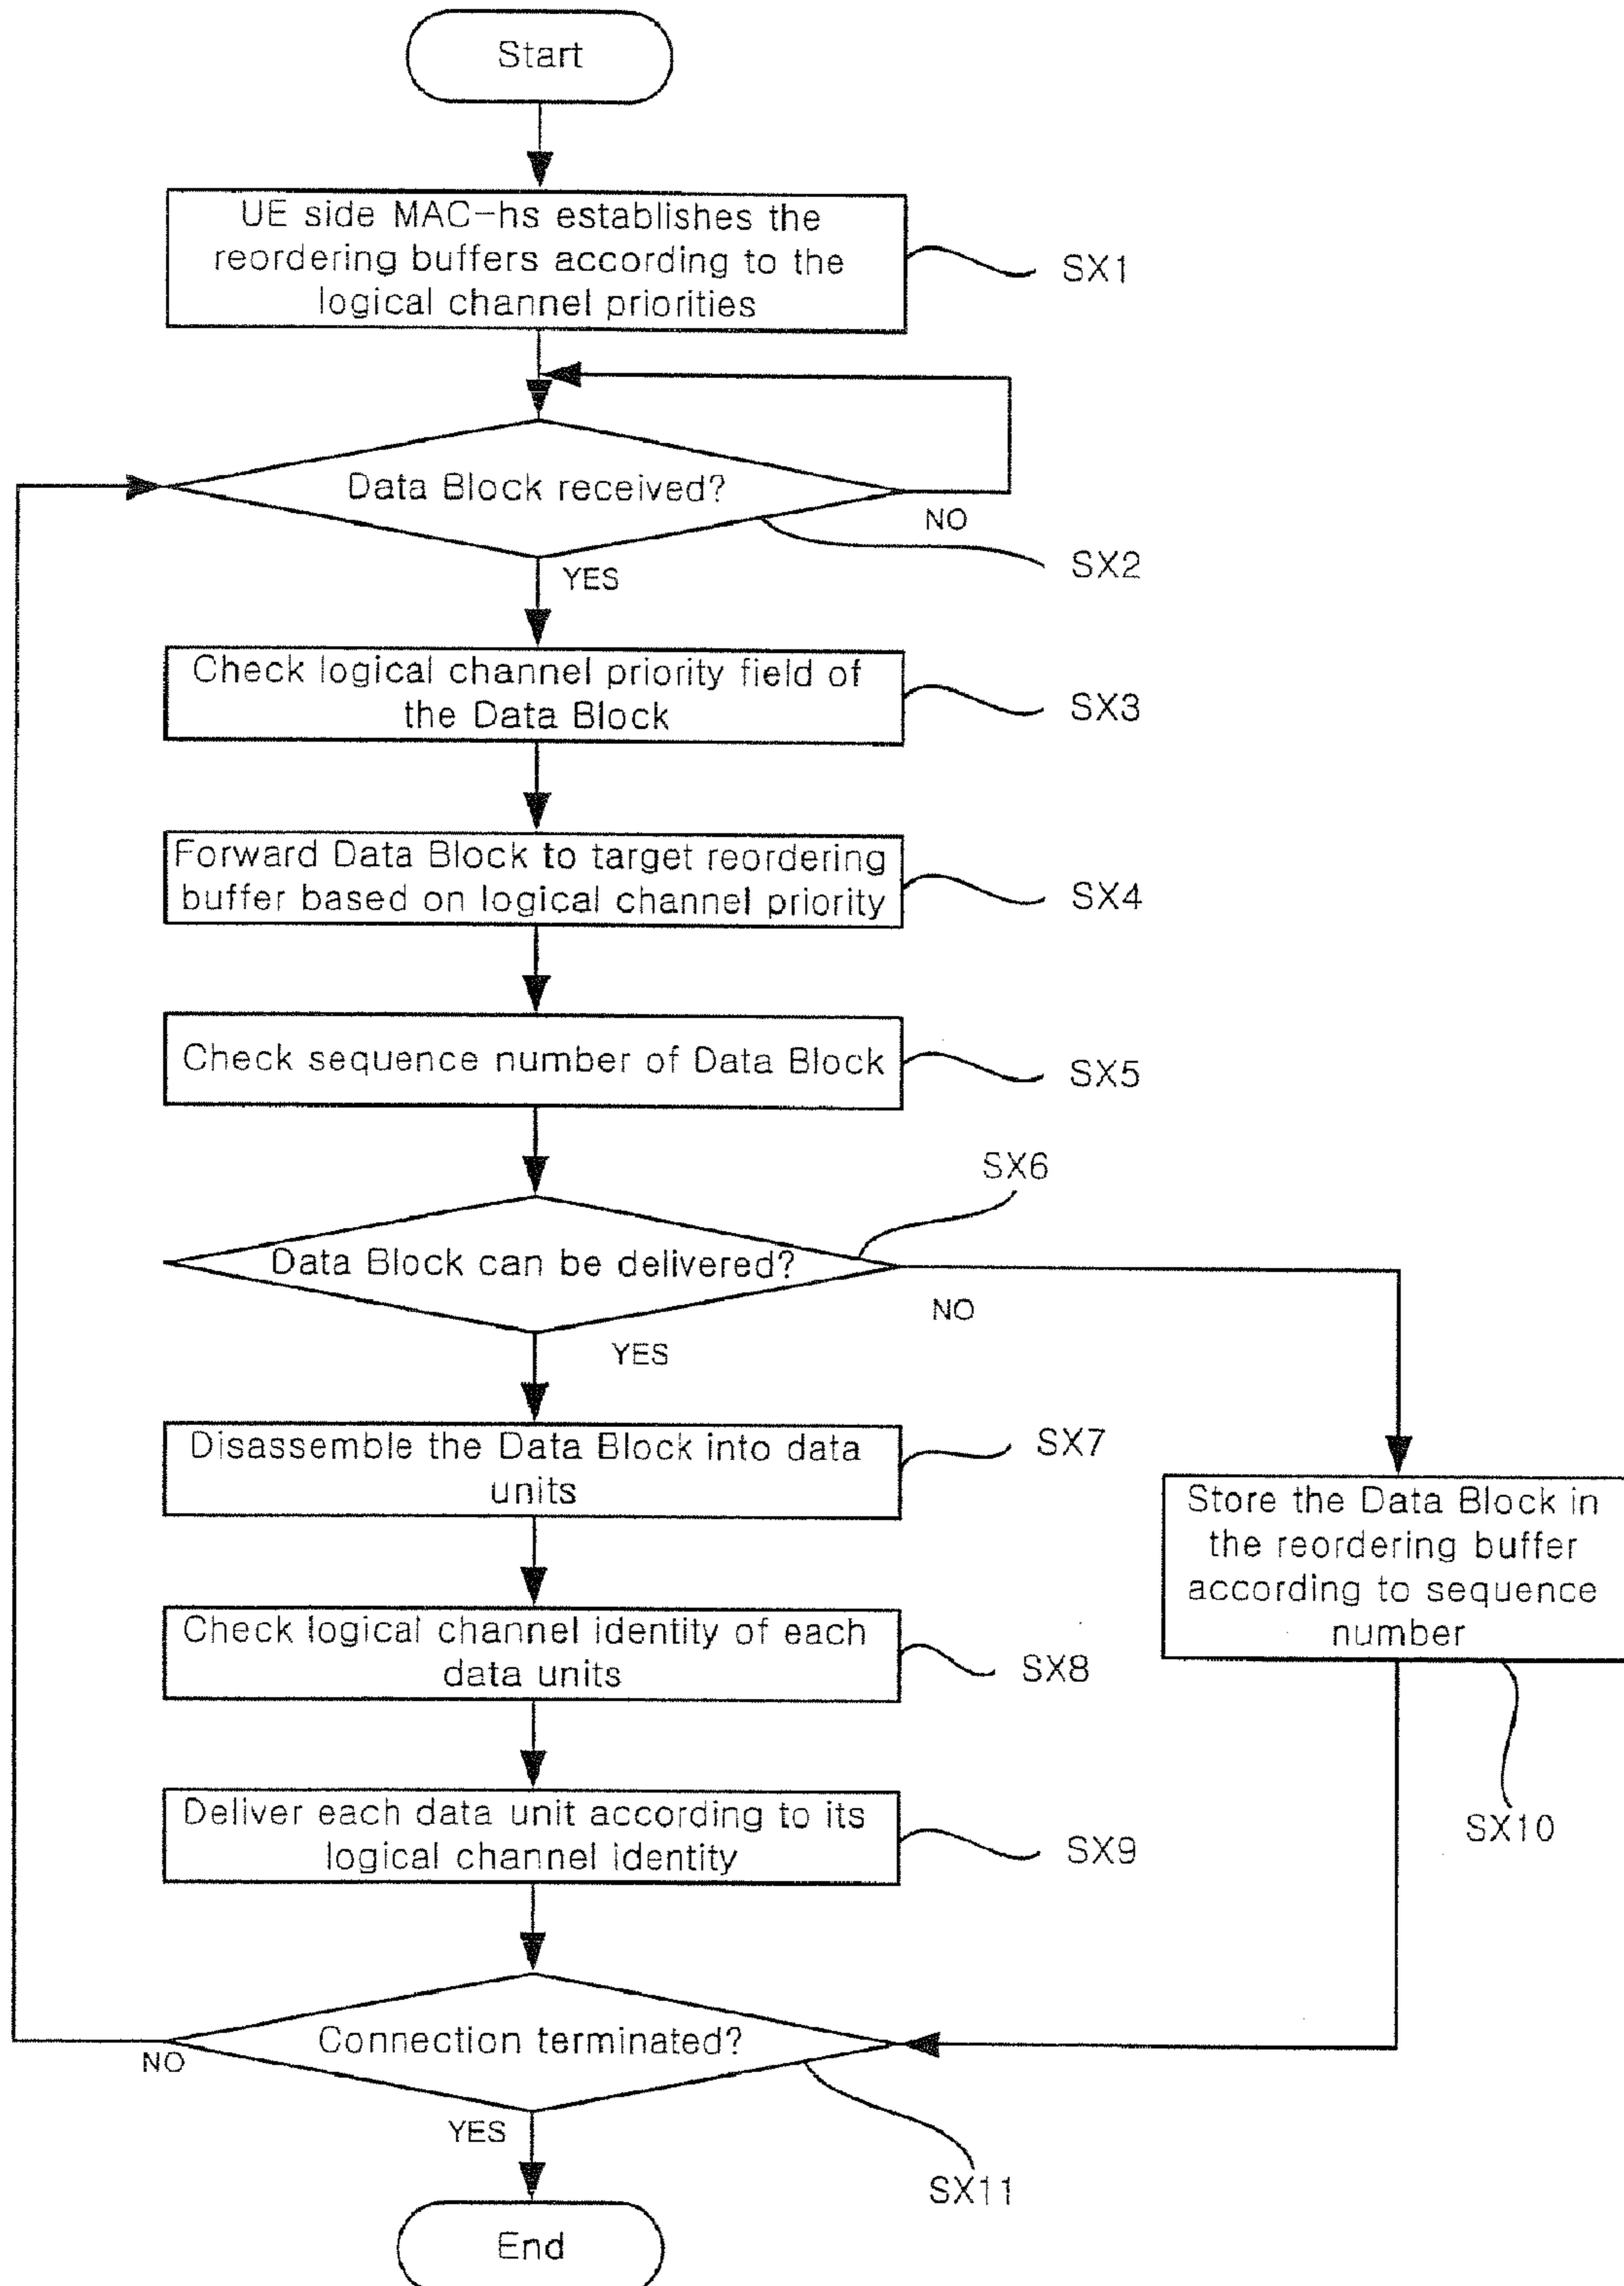 Start
UE side MAC-hs establishes the
reordering buffers according to the
logical channel priorities
SX1
Data Block received?
NO
SX2
YES
Check logical channel priority field of
the Data Block
SX3
Forward Data Block to target reordering
buffer based on logical channel priority
SX4
Check sequence number of Data Block
SX5
SX6
Data Block can be delivered?
NO
YES
Disassemble the Data Block into data
units
SX7
Store the Data Block in
the reordering buffer
according to sequence
number
SX10
Check logical channel identity of each
data units
SX8
Deliver each data unit according to its
logical channel identity
SX9
Connection terminated?
NO
YES
SX11
End